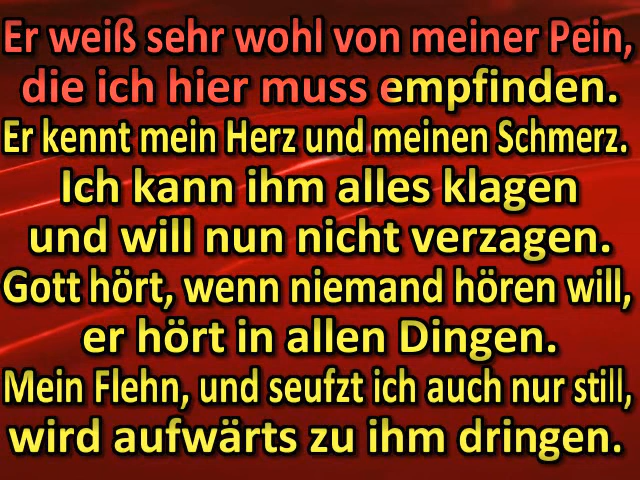 Er weiß sehr wohl von meiner Pein,
die ich hier muss empfinden.
Er kennt mein Herz und meinen Schmerz.
Ich kann ihm alles klagen
und will nun nicht verzagen.
Gott hört, wenn niemand hören will,
er hört in allen Dingen.
Mein Flehn, und seufzt ich auch nur still,
wird aufwärts zu ihm dringen.